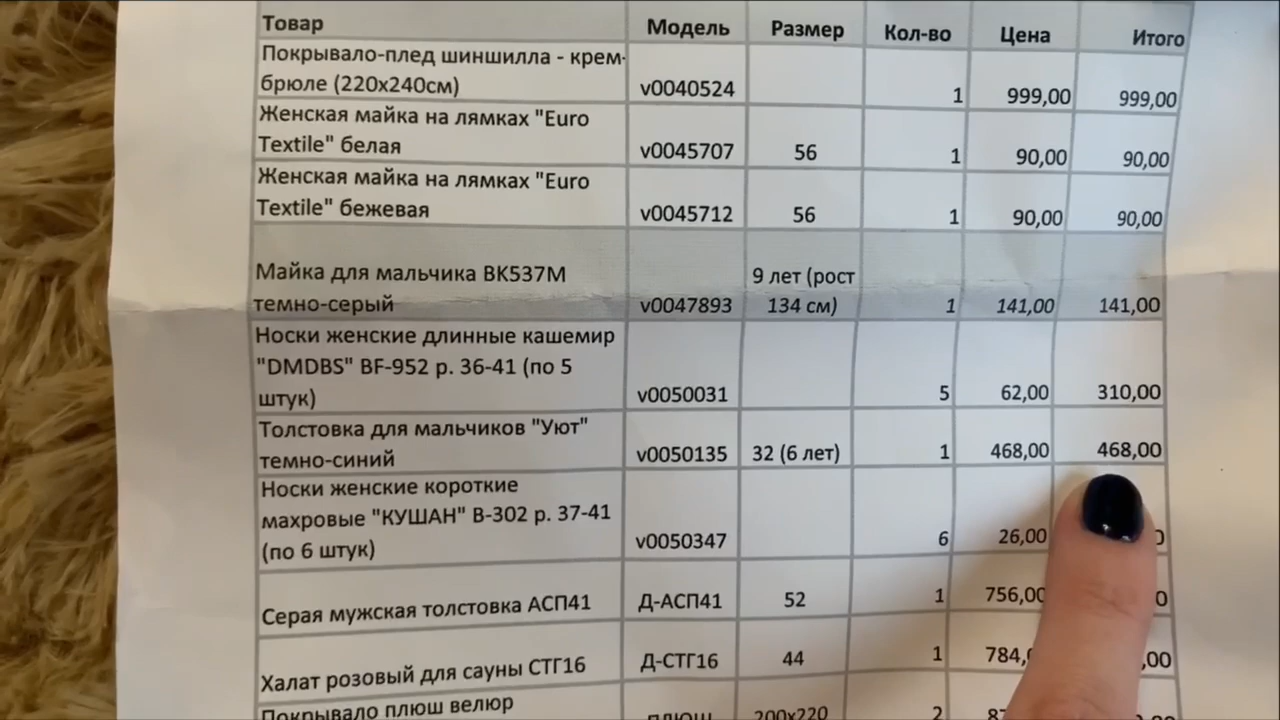 Товар Модель Размер Кол-во Цена Итого
Покрывало-плед шиншилла - крем-
брюле (220х240см) v0040524 1 999,00 999,00
Женская майка на лямках "Euro
Textile" белая v0045707 56 1 90,00 90,00
Женская майка на лямках "Euro
Textile" бежевая v0045712 56 1 90,00 90,00
Майка для мальчика ВК537М 9 лет (рост
темно-серый v0047893 134 см) 1 141,00 141,00
Носки женские длинные кашемир
"DMDBS" BF-952 р. 36-41 (по 5
штук) v0050031 5 62,00 310,00
Толстовка для мальчиков "Уют"
темно-синий v0050135 32 (6 лет) 1 468,00 468,00
Носки женские короткие
махровые "КУШАН" В-302 р. 37-41
(по 6 штук) v0050347 6 26,00
Серая мужская толстовка АСП41 Д-АСП41 52 1 756,00
Халат розовый для сауны СТГ16 Д-СТГ16 44 1 784, ,00
Покрывало плюш велюр ПЛЮШ 200х220 2